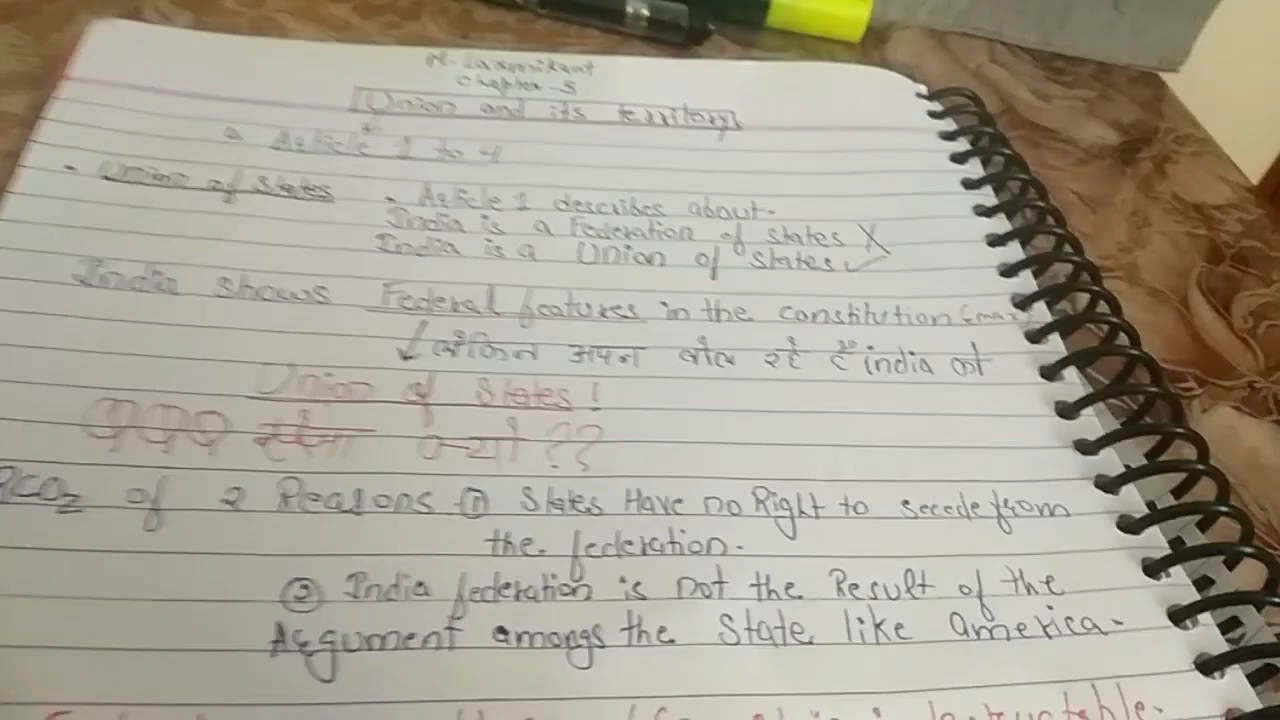 M. Laxmikant
Chapter-5
Union and its territory
Article 1 to 4
- Union of States - Article 1 describes about-
India is a Federation of states X
India is a Union of states ✓
India shows Federal features in the constitution (max
↓ लेकिन अपन बोल रहे है india को
Union of States!
क्यों ??
BCOZ of 2 Reasons ① States Have no Right to secede from
the federation.
② India federation is not the Result of the
Argument amongs the State like america-